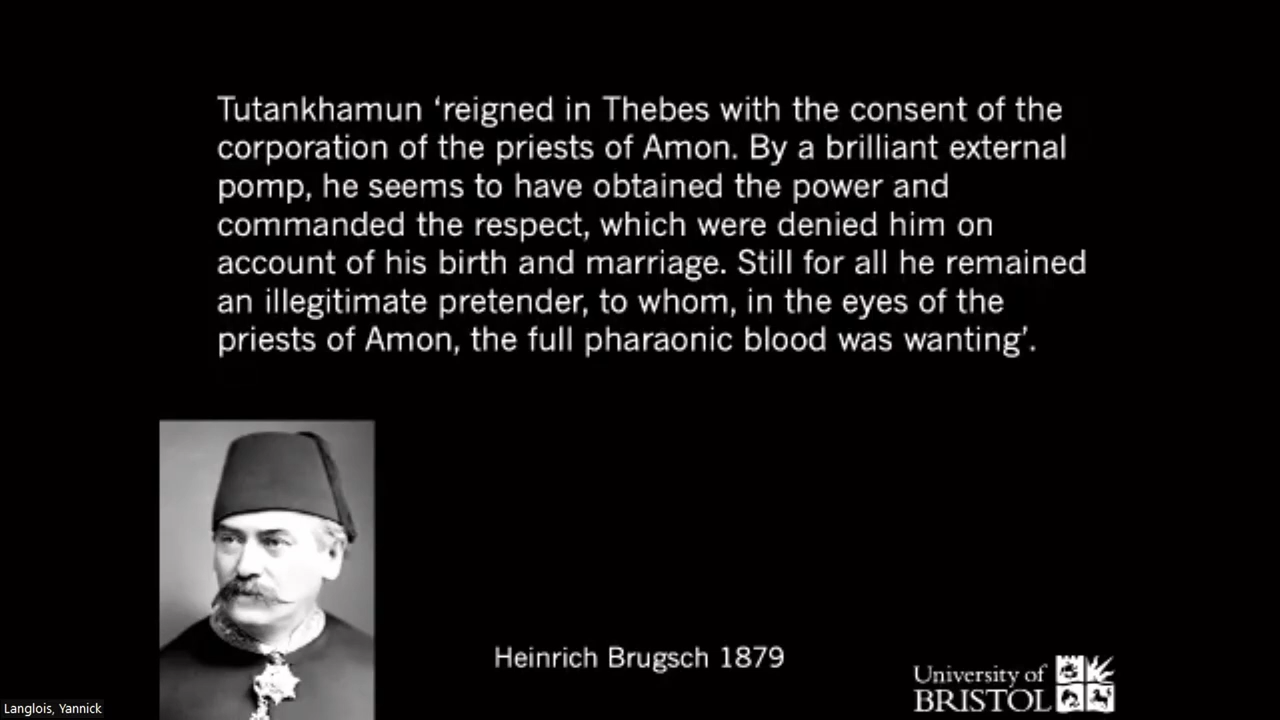 Tutankhamun ‘reigned in Thebes with the consent of the
corporation of the priests of Amon. By a brilliant external
pomp, he seems to have obtained the power and
commanded the respect, which were denied him on
account of his birth and marriage. Still for all he remained
an illegitimate pretender, to whom, in the eyes of the
priests of Amon, the full pharaonic blood was wanting’.
Heinrich Brugsch 1879
University of
BRISTOL
Langlois, Yannick